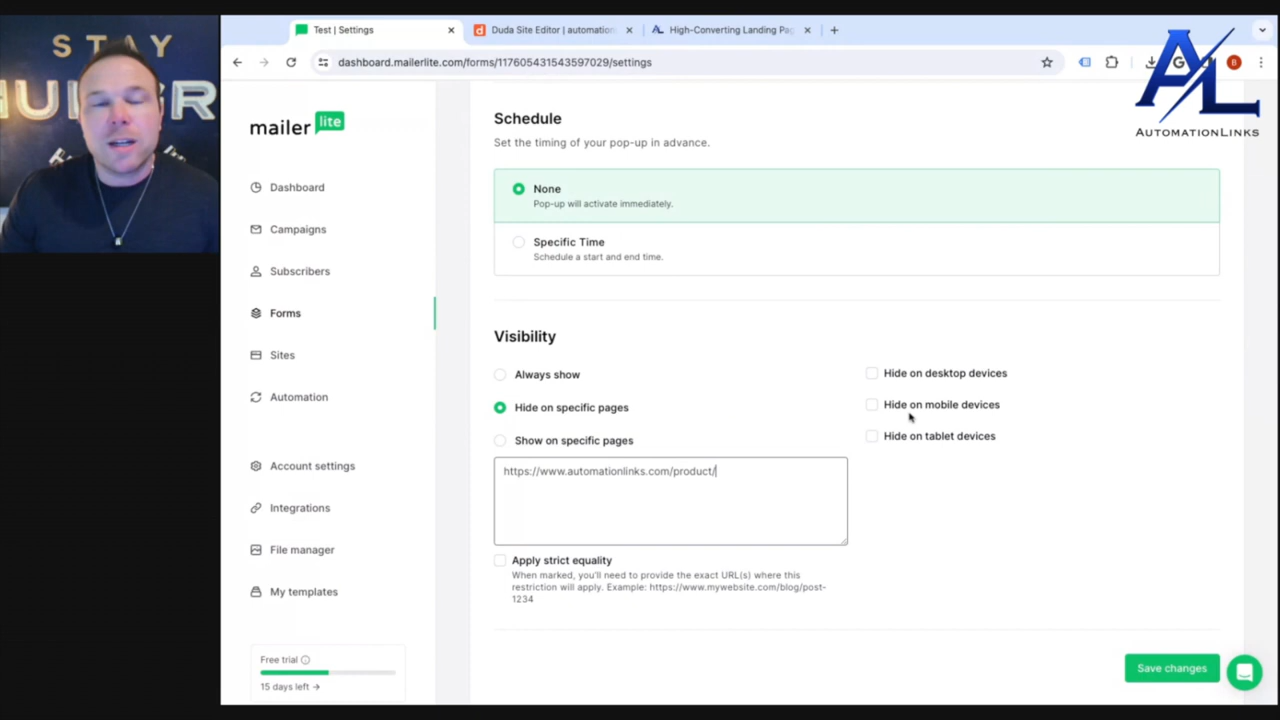 Test | Settings
Duda Site Editor | automation
High-Converting Landing Pag
dashboard.mailerlite.com/forms/117605431543597029/settings
B
AL
AUTOMATIONLINKS
STAY
mailer lite
Dashboard
Campaigns
Subscribers
Forms
Sites
Automation
Account settings
Integrations
File manager
My templates
Free trial
15 days left →
Schedule
Set the timing of your pop-up in advance.
None
Pop-up will activate immediately.
Specific Time
Schedule a start and end time.
Visibility
Always show
Hide on specific pages
Show on specific pages
https://www.automationlinks.com/product/
Apply strict equality
When marked, you'll need to provide the exact URL(s) where this
restriction will apply. Example: https://www.mywebsite.com/blog/post-
1234
Hide on desktop devices
Hide on mobile devices
Hide on tablet devices
Save changes